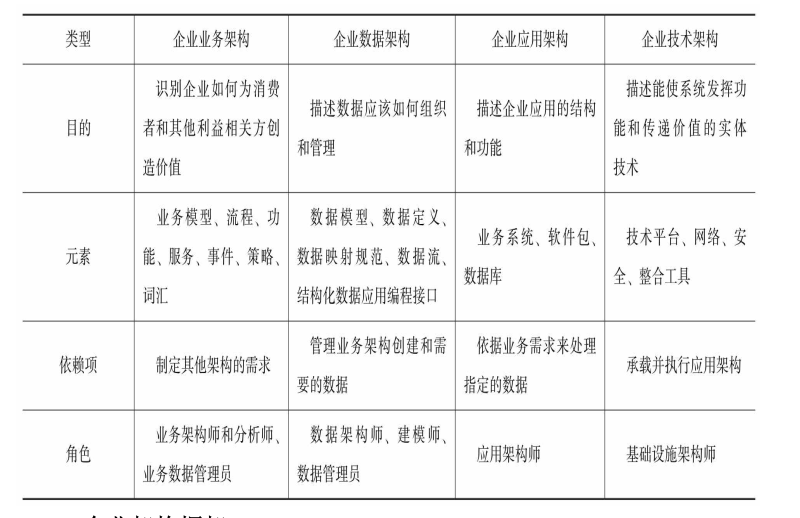 类型 企业业务架构 企业数据架构 企业应用架构 企业技术架构
目的
识别企业如何为消费
者和其他利益相关方创
造价值
描述数据应该如何组织
和管理
描述企业应用的结构
和功能
描述能使系统发挥功
能和传递价值的实体
技术
元素
业务模型、流程、功
能、服务、事件、策略、
词汇
数据模型、数据定义、
数据映射规范、数据流、
结构化数据应用编程接口
业务系统、软件包、
数据库
技术平台、网络、安
全、整合工具
依赖项
制定其他架构的需求
管理业务架构创建和需
要的数据
依据业务需求来处理
指定的数据
承载并执行应用架构
角色
业务架构师和分析师、
业务数据管理员
数据架构师、建模师、
数据管理员
应用架构师
基础设施架构师